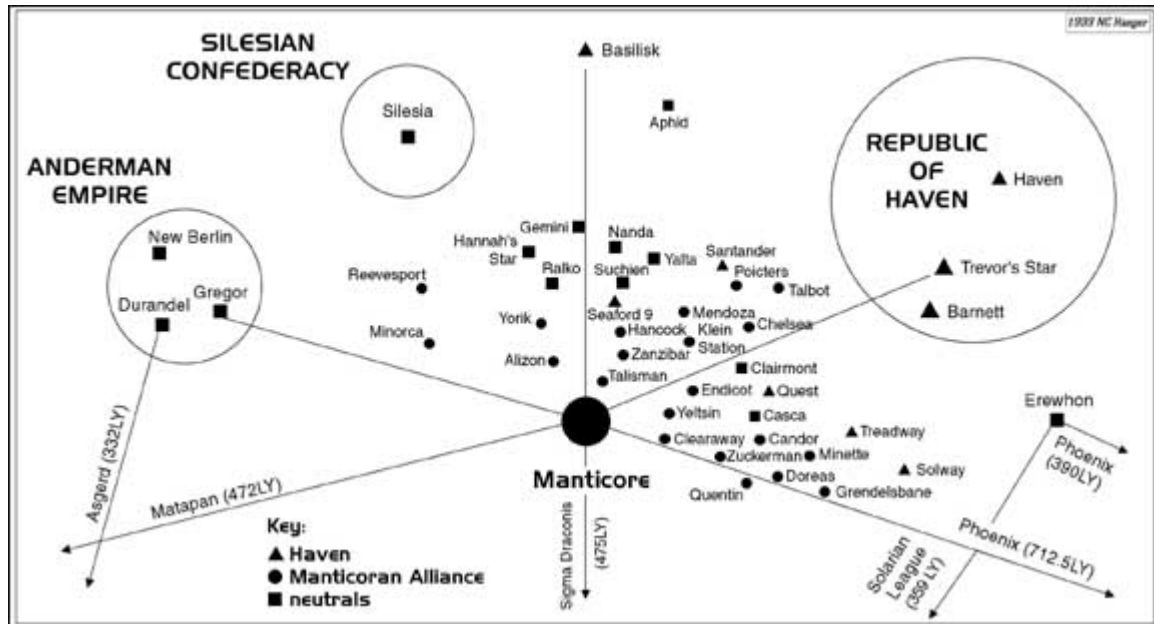 1999 NC Hanger
SILESIAN
CONFEDERACY
Basilisk
Silesia
Aphid
ANDERMAN
EMPIRE
REPUBLIC
OF
HAVEN
Haven
New Berlin
Gemini
Nanda
Hannah's
Star
Yalta
Santander
Reevesport
Ralko
Suchien
Poicters
Trevor's Star
Durandel
Gregor
Talbot
Seaford 9
Mendoza
Barnett
Yorik
Hancock
Klein
Station
Chelsea
Minorca
Zanzibar
Alizon
Clairmont
Talisman
Endicot
Quest
Erewhon
Yeltsin
Casca
Clearaway
Candor
Treadway
Phoenix
(390LY)
Zuckerman
Minette
Solway
Manticore
Doreas
Quentin
Grendelsbane
Asgerd (332LY)
Matapan (472LY)
Sigma Draconis
(475LY)
Phoenix (712.5LY)
Solarian
League
(359 LY)
Key:
Haven
Manticoran Alliance
neutrals